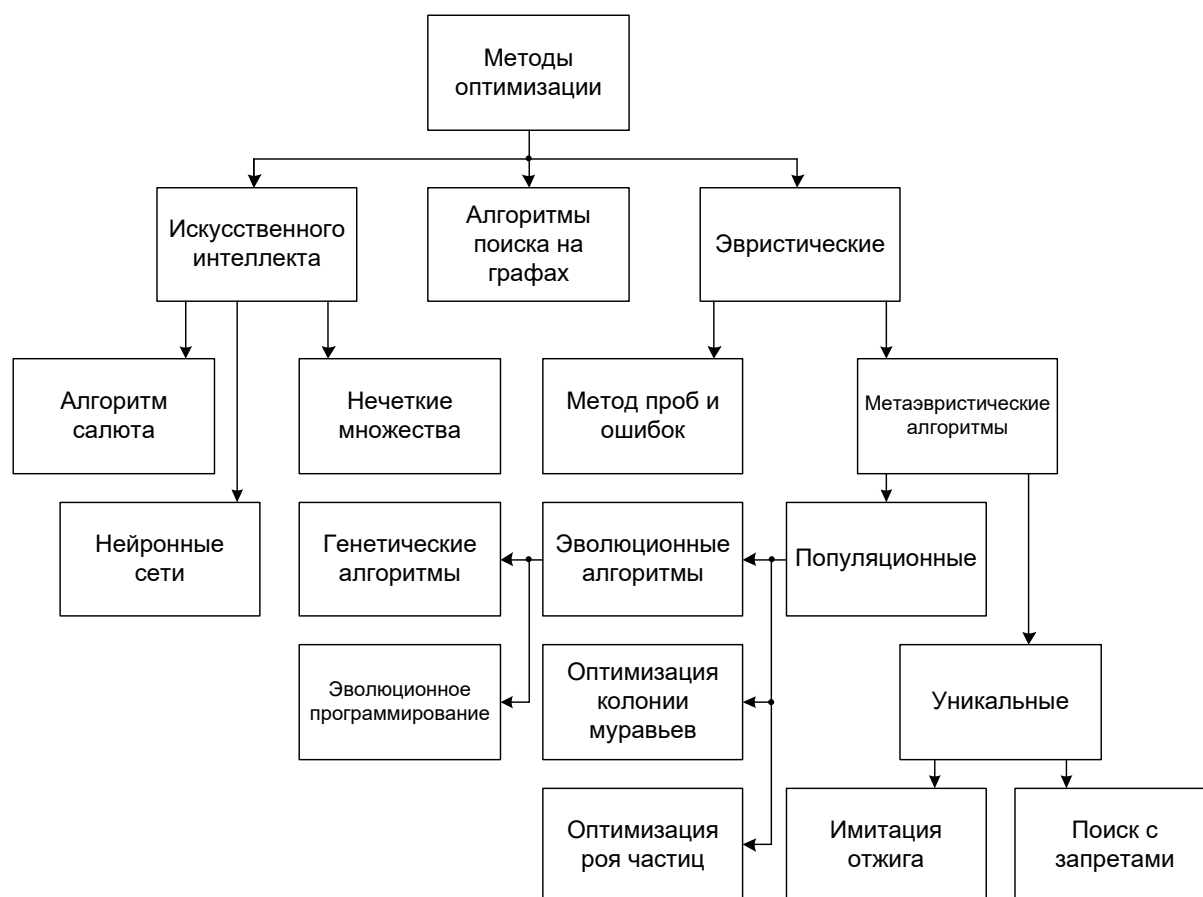 Методы
оптимизации
Искусственного
интеллекта
Алгоритмы
поиска на
графах
Эвристические
Алгоритм
салюта
Нечеткие
множества
Метод проб и
ошибок
Метаэвристические
алгоритмы
Нейронные
сети
Генетические
алгоритмы
Эволюционные
алгоритмы
Популяционные
Эволюционное
программирование
Оптимизация
колонии
муравьев
Уникальные
Оптимизация
роя частиц
Имитация
отжига
Поиск с
запретами